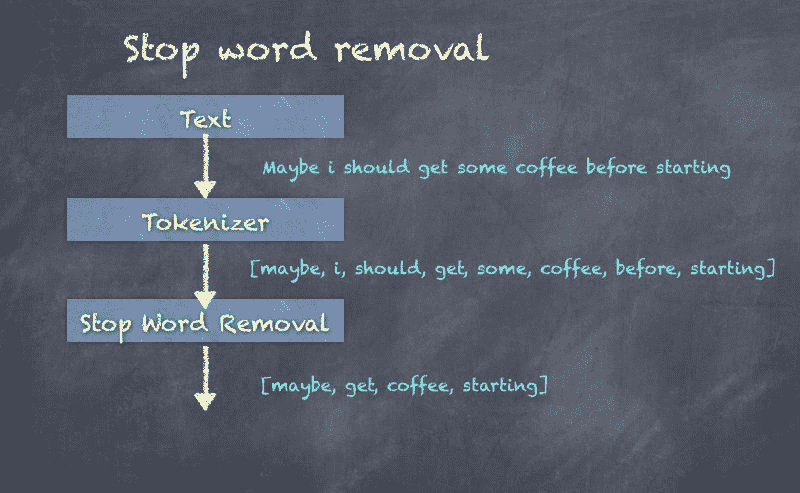 Stop word removal
Text
Maybe i should get some coffee before starting
Tokenizer
[maybe, i, should, get, some, coffee, before, starting]
Stop Word Removal
[maybe, get, coffee, starting]